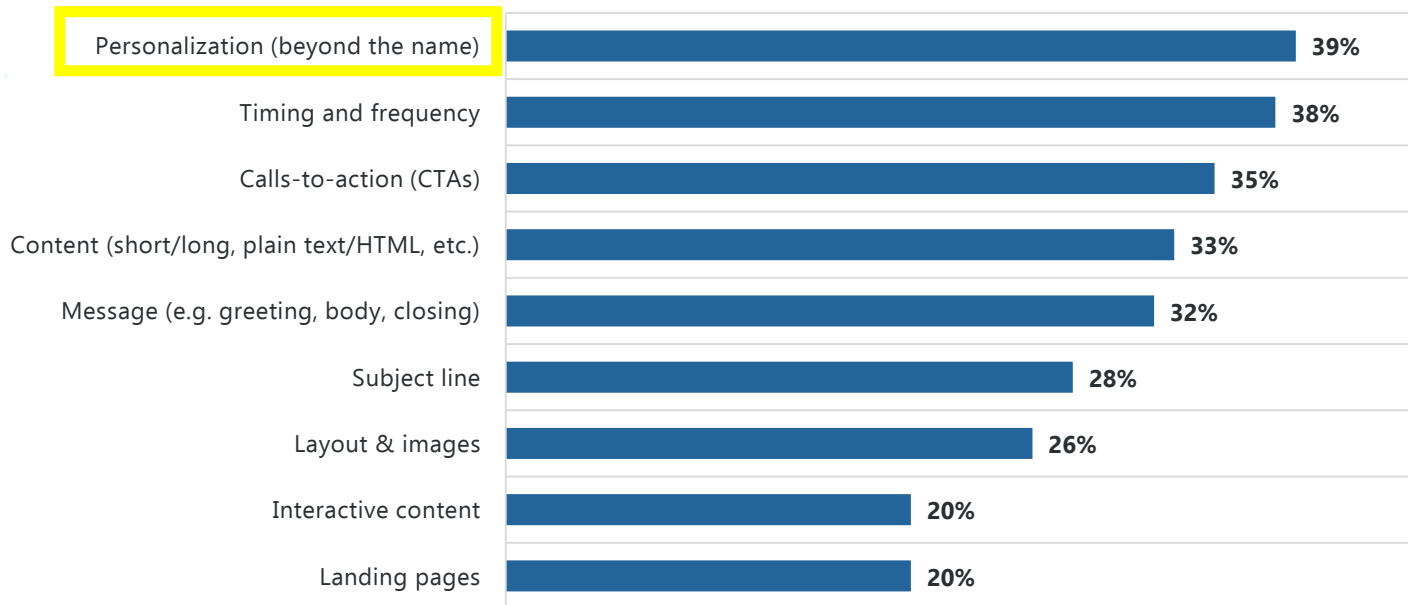 Personalization (beyond the name) 39%
Timing and frequency 38%
Calls-to-action (CTAs) 35%
Content (short/long, plain text/HTML, etc.) 33%
Message (e.g. greeting, body, closing) 32%
Subject line 28%
Layout & images 26%
Interactive content 20%
Landing pages 20%